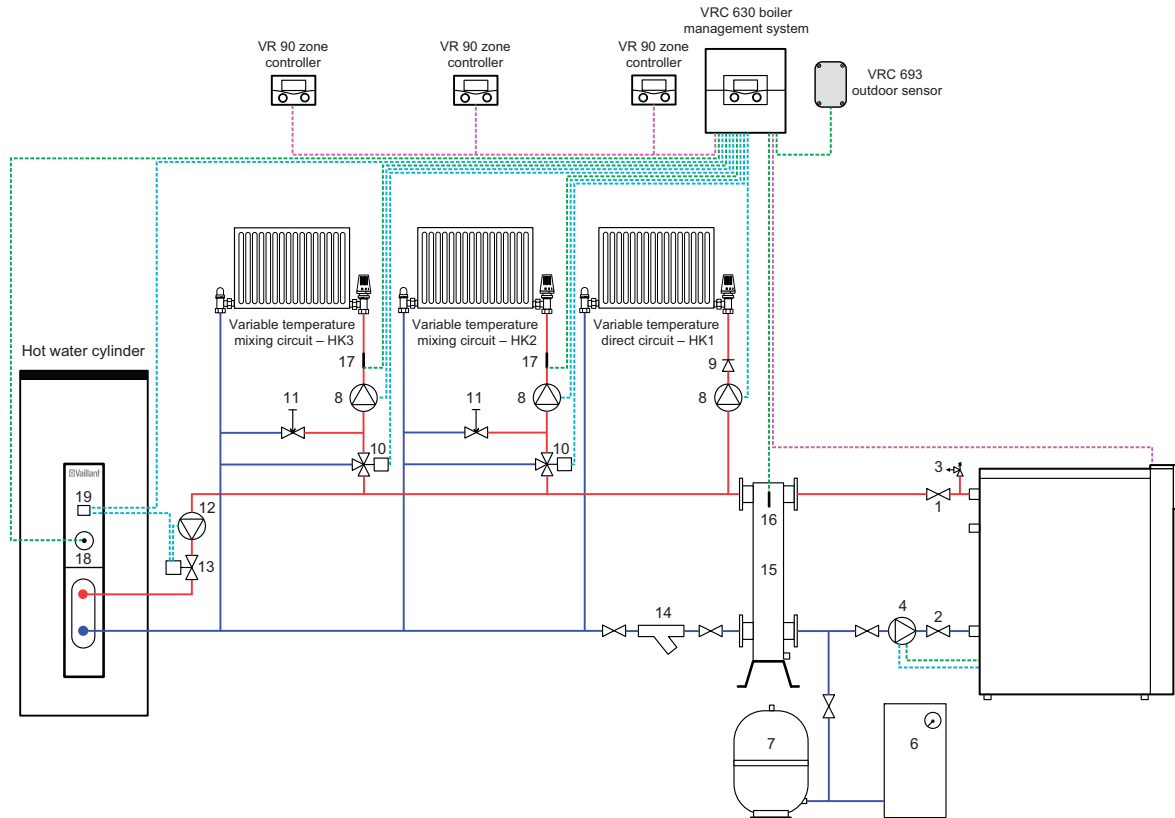 VRC 630 boiler
management system
VR 90 zone
controller
VR 90 zone
controller
VR 90 zone
controller
VRC 693
outdoor sensor
Variable temperature
mixing circuit – HK3
Variable temperature
mixing circuit – HK2
Variable temperature
direct circuit – HK1
Hot water cylinder
17
17
9
8
8
8
11
11
10
10
3
1
16
Vaillant
19
12
18
13
15
14
4
2
7
6